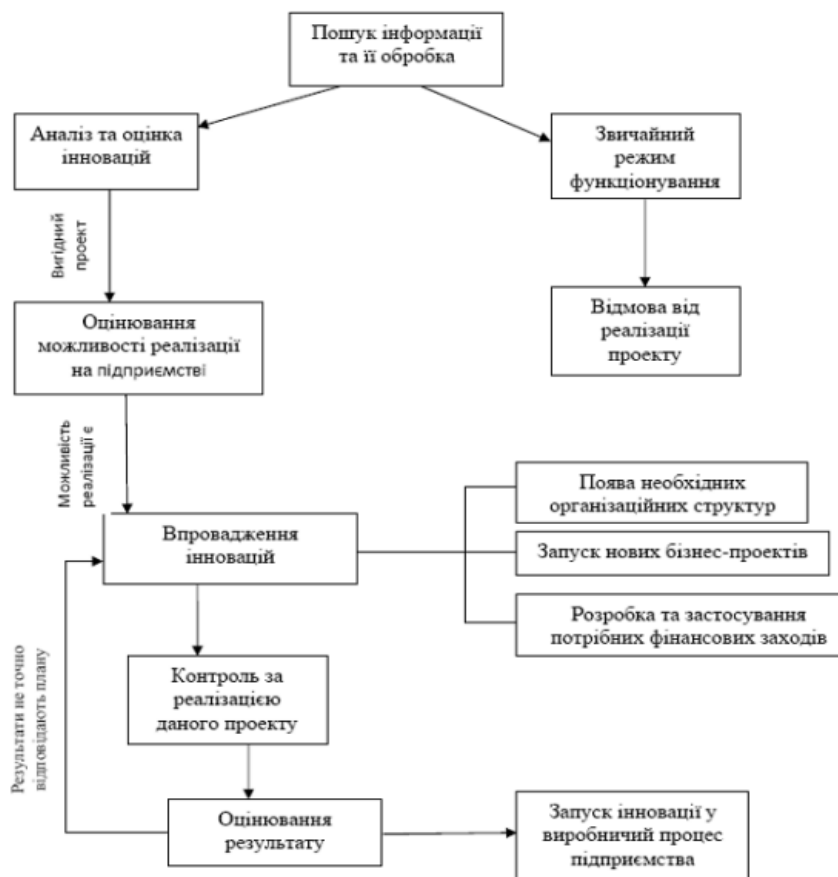 Пошук інформації
та її обробка
Аналіз та оцінка
інновацій
Звичайний
режим
функціонування
Вигідний
проект
Оцінювання
можливості реалізації
на підприємстві
Відмова від
реалізації
проекту
Можливість
реалізації є
Поява необхідних
організаційних структур
Впровадження
інновацій
Запуск нових бізнес-проектів
Розробка та застосування
потрібних фінансових заходів
Результати не точно
відповідають плану
Контроль за
реалізацією
даного проекту
Оцінювання
результату
Запуск інновації у
виробничий процес
підприємства